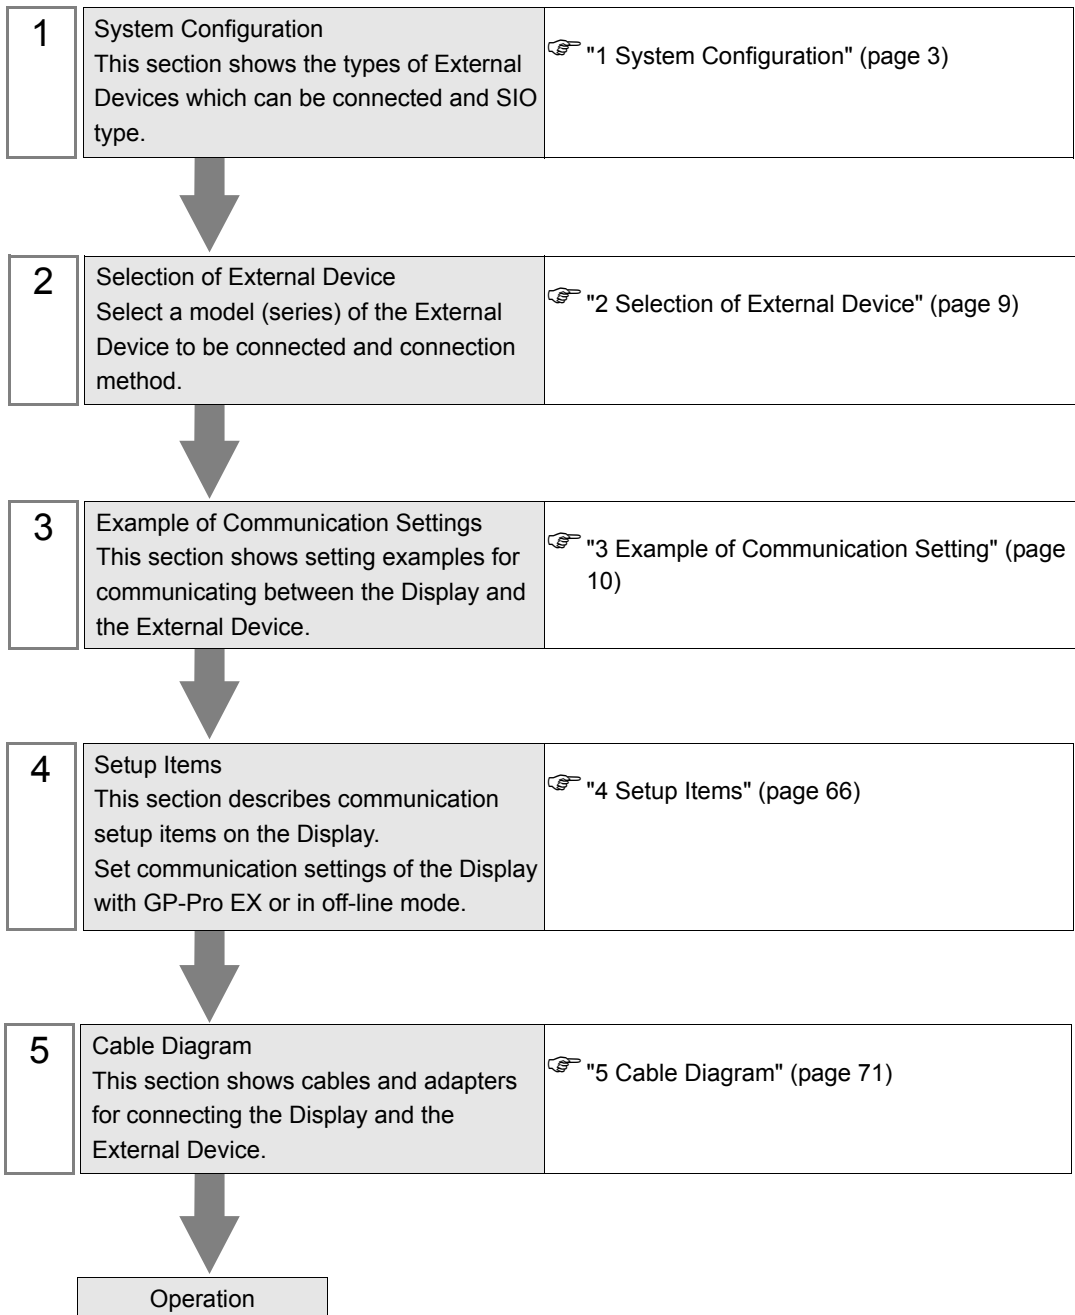 1
System Configuration
This section shows the types of External
Devices which can be connected and SIO
type.
"1 System Configuration" (page 3)
2
Selection of External Device
Select a model (series) of the External
Device to be connected and connection
method.
"2 Selection of External Device" (page 9)
3
Example of Communication Settings
This section shows setting examples for
communicating between the Display and
the External Device.
"3 Example of Communication Setting" (page
10)
4
Setup Items
This section describes communication
setup items on the Display.
Set communication settings of the Display
with GP-Pro EX or in off-line mode.
"4 Setup Items" (page 66)
5
Cable Diagram
This section shows cables and adapters
for connecting the Display and the
External Device.
"5 Cable Diagram" (page 71)
Operation